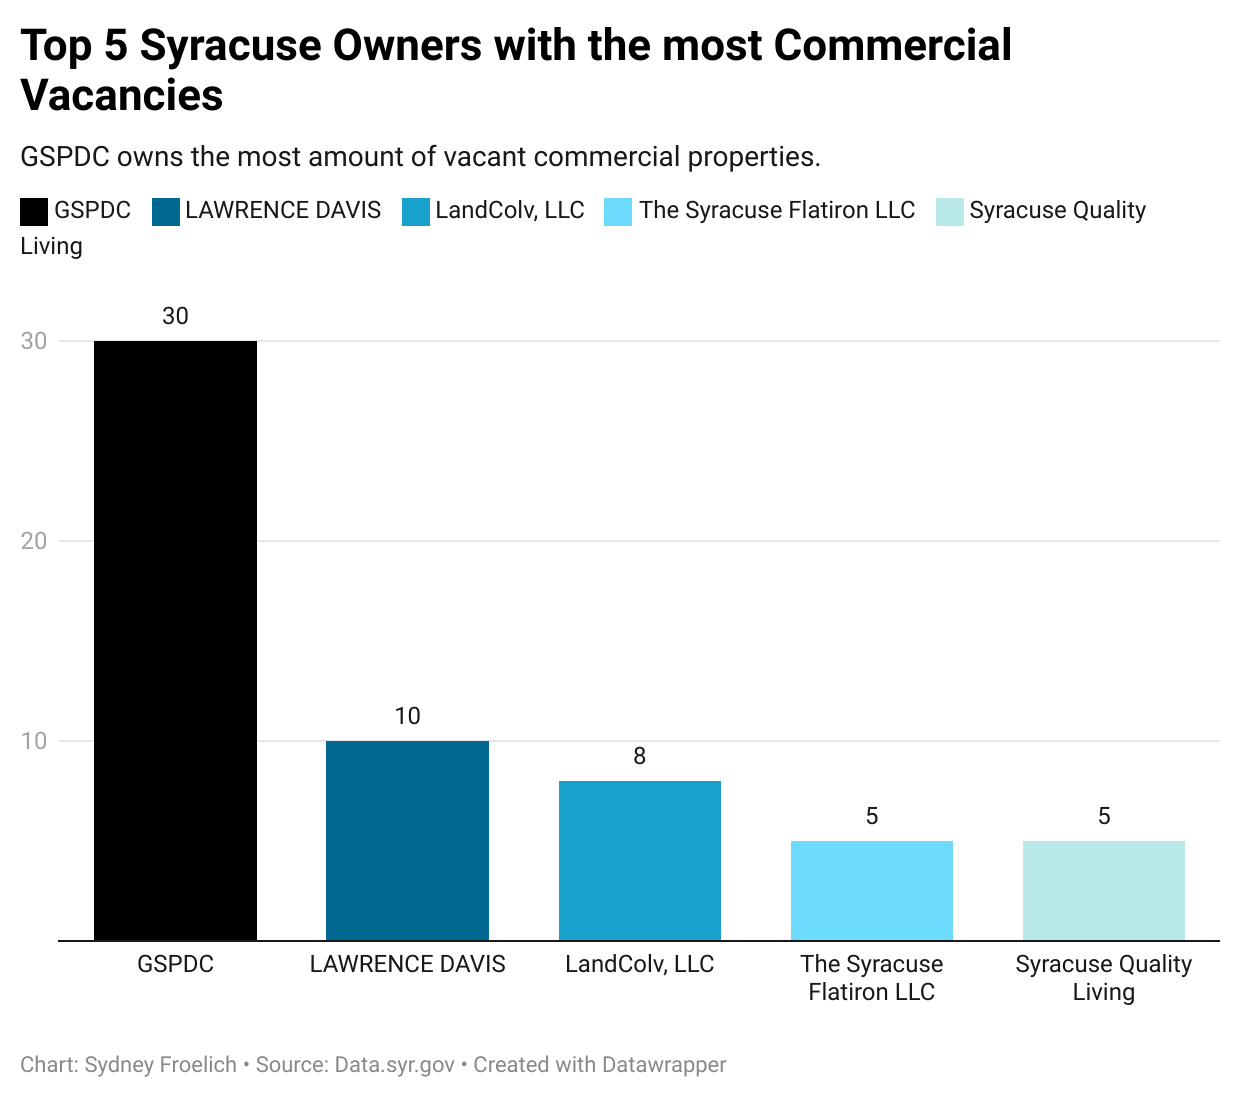 Top 5 Syracuse Owners with the most Commercial
Vacancies
GSPDC owns the most amount of vacant commercial properties.
GSPDC LAWRENCE DAVIS LandColv, LLC The Syracuse Flatiron LLC Syracuse Quality
Living
30
30
20
10
10
8
5
5
GSPDC
LAWRENCE DAVIS
LandColv, LLC
The Syracuse
Flatiron LLC
Syracuse Quality
Living
Chart: Sydney Froelich • Source: Data.syr.gov • Created with Datawrapper